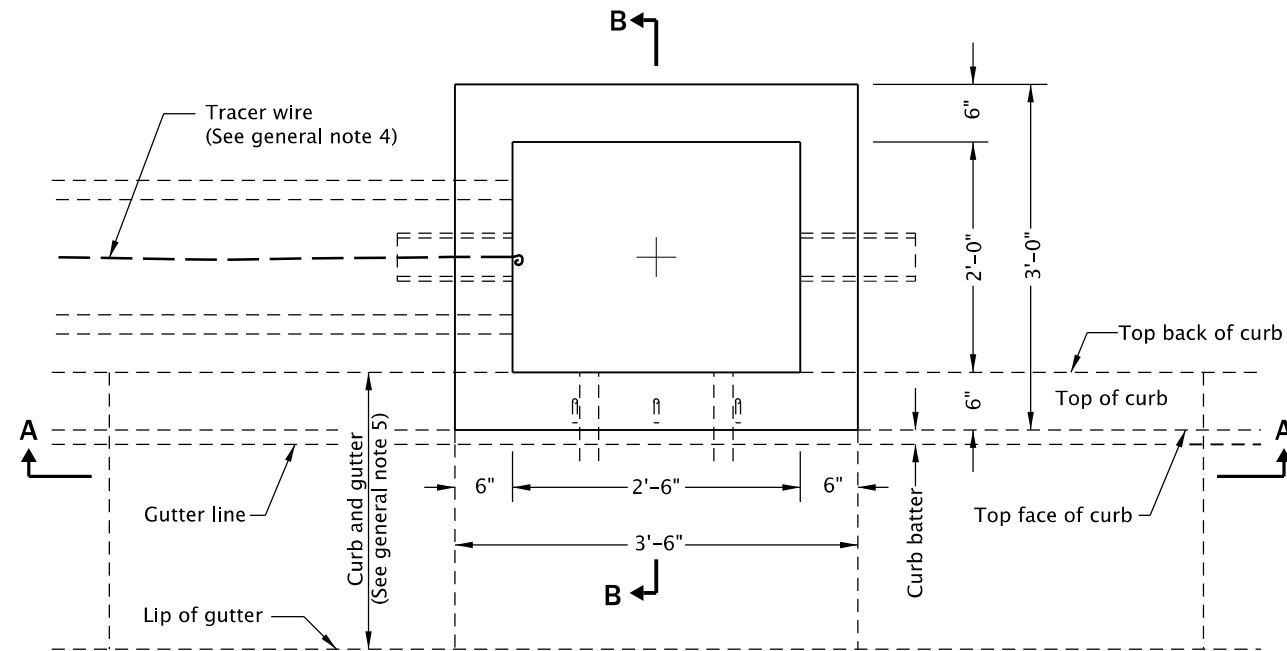 B
Tracer wire
(See general note 4)
6"
2'-0"
3'-0"
Top back of curb
6"
Top of curb
A
A
Curb and gutter
(See general note 5)
6"
2'-6"
6"
Gutter line
Curb batter
Top face of curb
3'-6"
B
Lip of gutter